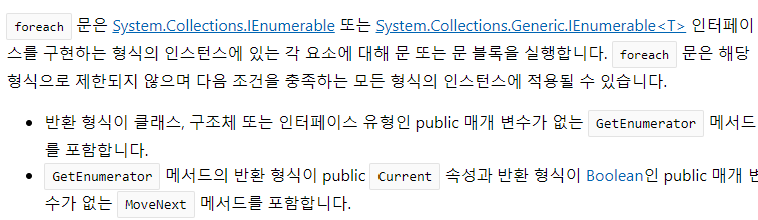 foreach 문은 System.Collections.IEnumerable 또는 System.Collections.Generic.IEnumerable<T> 인터페이
스를 구현하는 형식의 인스턴스에 있는 각 요소에 대해 문 또는 문 블록을 실행합니다. foreach 문은 해당
형식으로 제한되지 않으며 다음 조건을 충족하는 모든 형식의 인스턴스에 적용될 수 있습니다.
• 반환 형식이 클래스, 구조체 또는 인터페이스 유형인 public 매개 변수가 없는 GetEnumerator 메서드
를 포함합니다.
• GetEnumerator 메서드의 반환 형식이 public Current 속성과 반환 형식이 Boolean인 public 매개 변
수가 없는 MoveNext 메서드를 포함합니다.